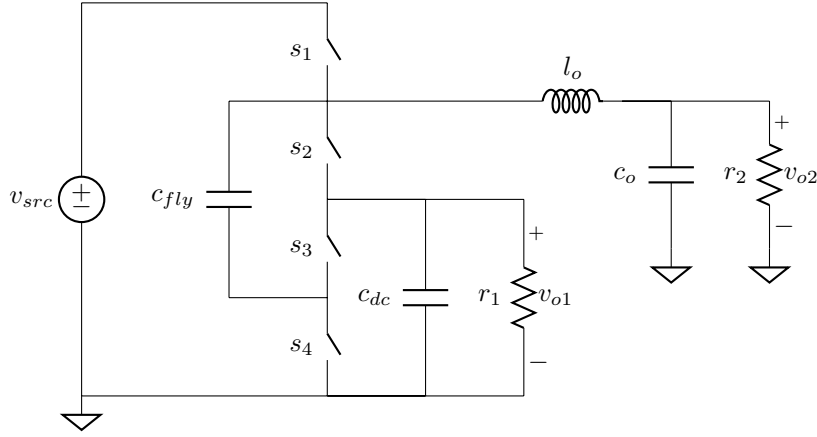 s1
lo
+
s2
co
r2
vo2
vsrc
+
−
cfly
−
+
s3
cdc
r1
vo1
s4
−